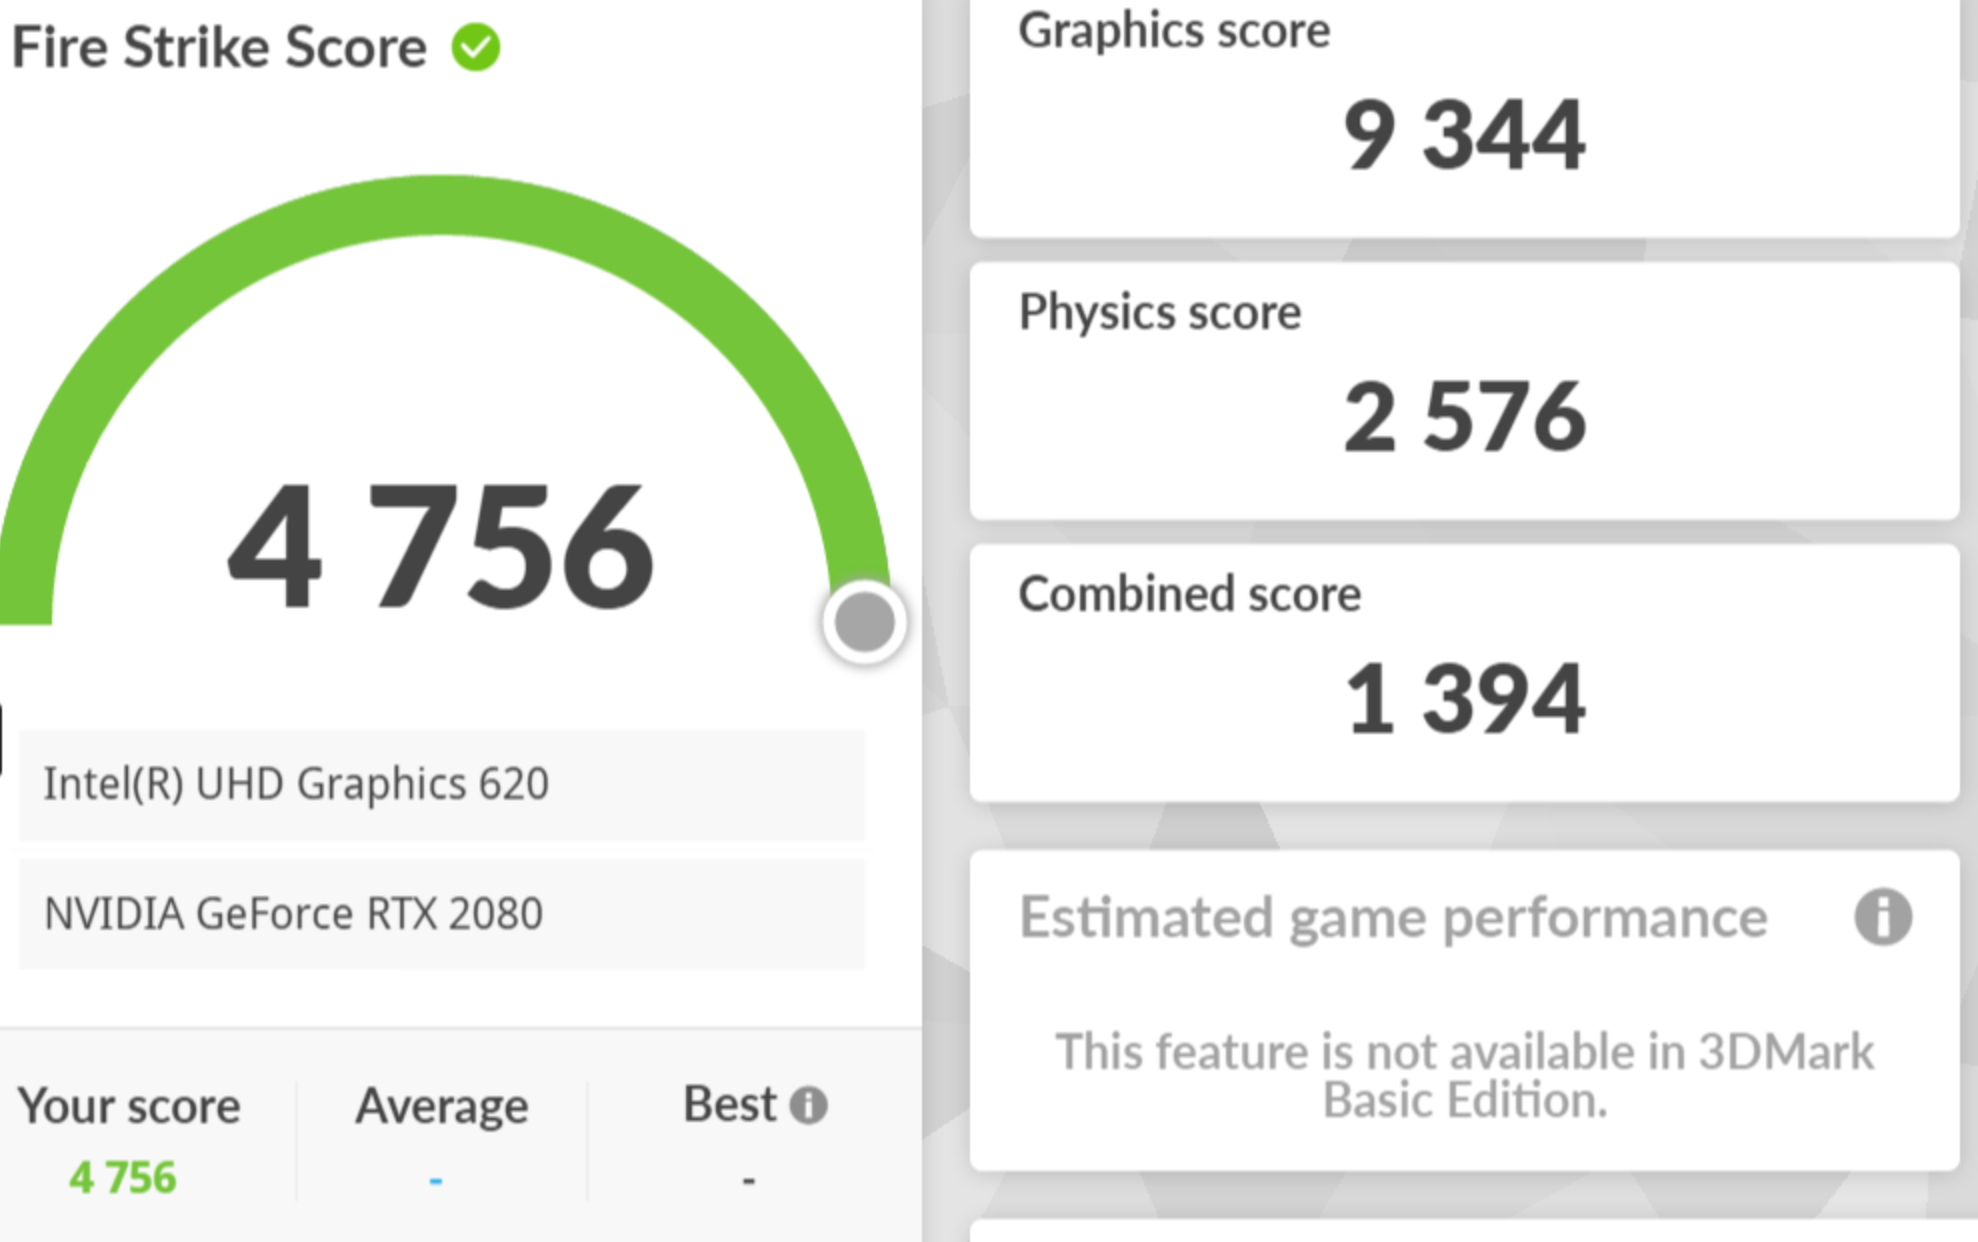 Fire Strike Score
4 756
Intel(R) UHD Graphics 620
NVIDIA GeForce RTX 2080
Your score
4 756
Average
-
Best
-
Graphics score
9 344
Physics score
2 576
Combined score
1 394
Estimated game performance
This feature is not available in 3DMark
Basic Edition.